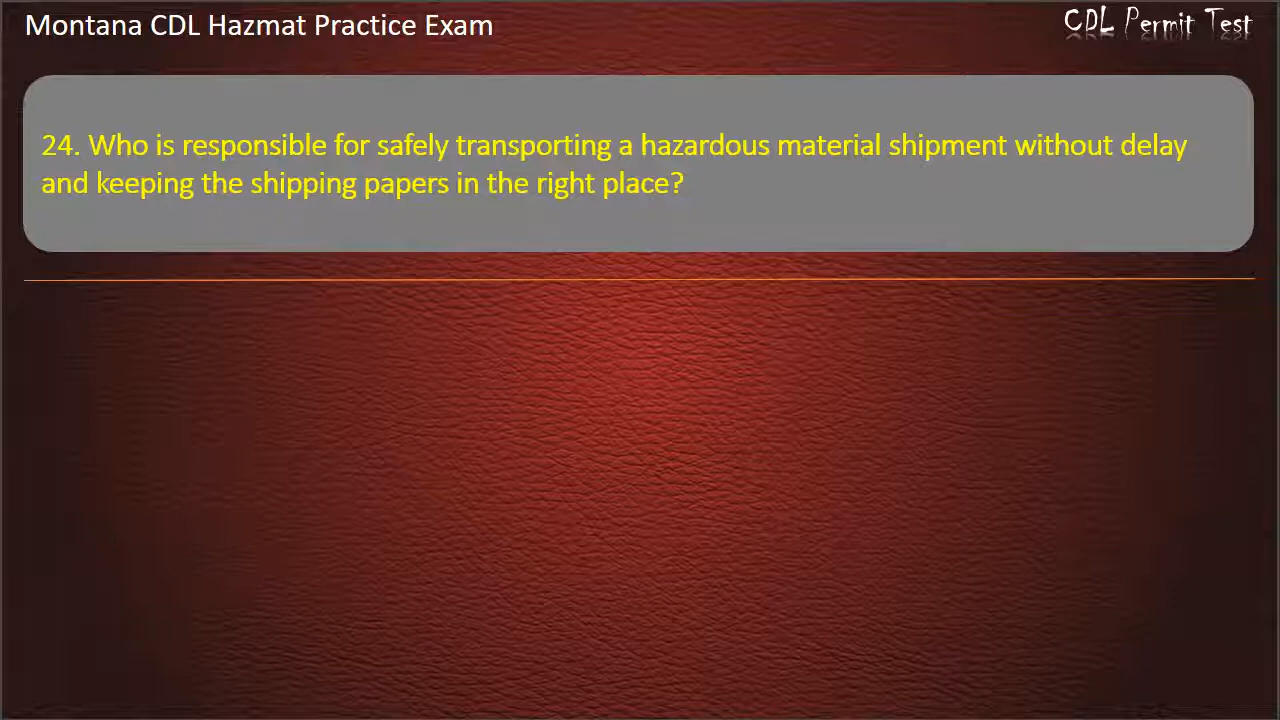 Montana CDL Hazmat Practice Exam
CDL Permit Test
24. Who is responsible for safely transporting a hazardous material shipment without delay
and keeping the shipping papers in the right place?